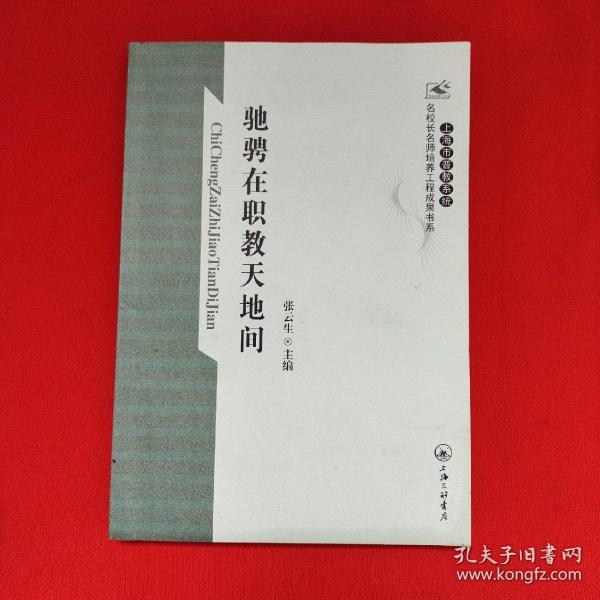 上海市普教系统
名校长名师培养工程成果书系
驰骋在职教天地间
ChiChengZaiZhiJiaoTianDiJian
张云生 主编
上海三联书店
孔夫子旧书网
www.kongfz.com